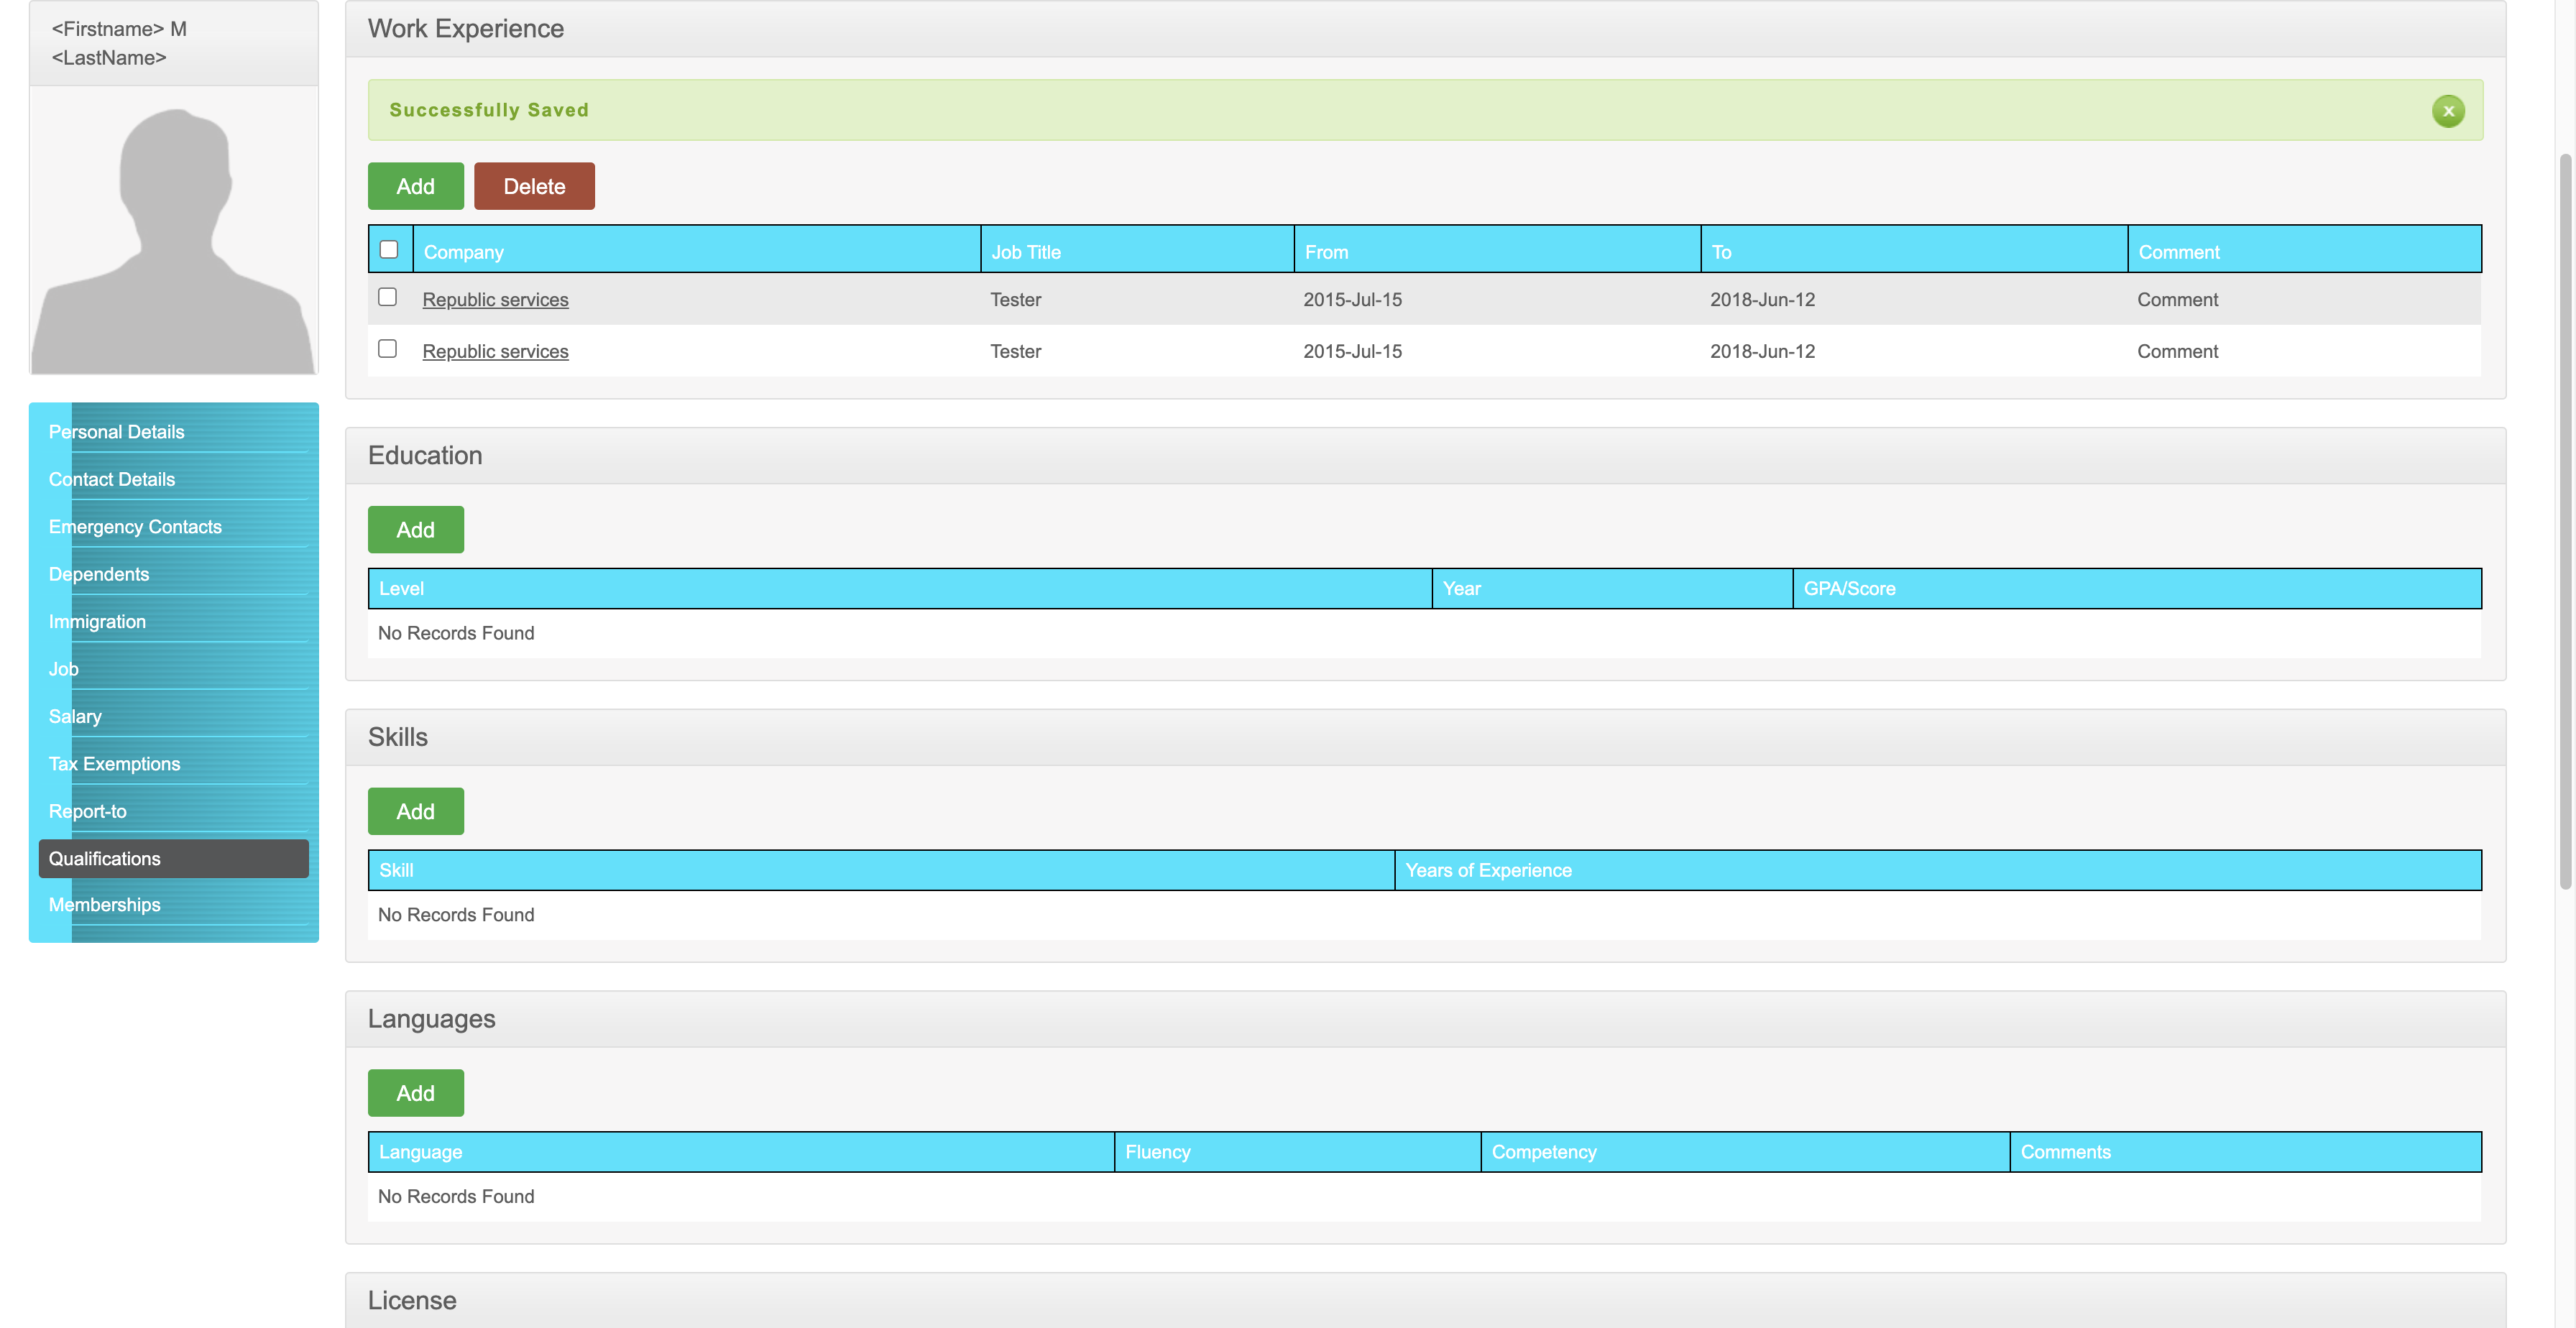 <Firstname> M
<LastName>
Personal Details
Contact Details
Emergency Contacts
Dependents
Immigration
Job
Salary
Tax Exemptions
Report-to
Qualifications
Memberships
Work Experience
Successfully Saved
x
Add Delete
Company Job Title From To Comment
Republic services Tester 2015-Jul-15 2018-Jun-12 Comment
Republic services Tester 2015-Jul-15 2018-Jun-12 Comment
Education
Add
Level Year GPA/Score
No Records Found
Skills
Add
Skill Years of Experience
No Records Found
Languages
Add
Language Fluency Competency Comments
No Records Found
License